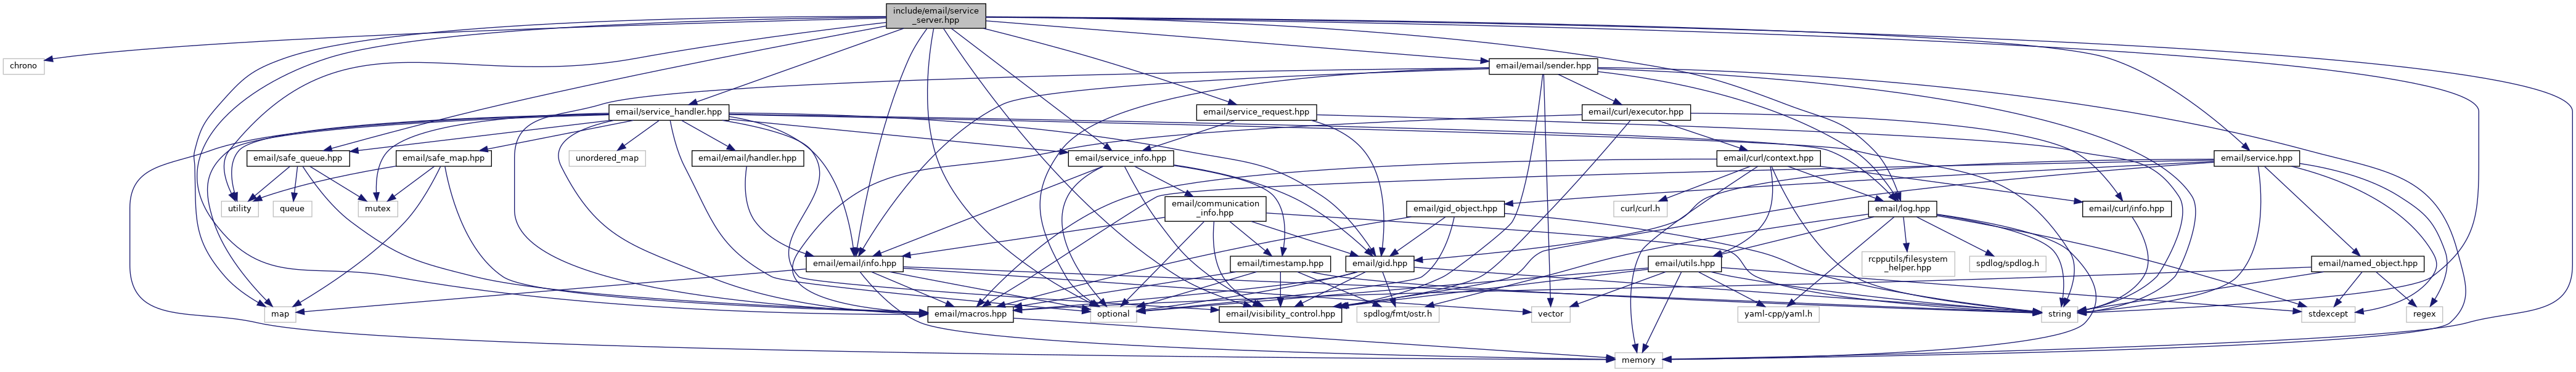 include/email/service
_server.hpp
chrono
email/email/sender.hpp
email/service_handler.hpp
email/service_request.hpp
email/curl/executor.hpp
email/safe_queue.hpp
email/safe_map.hpp
unordered_map
email/email/handler.hpp
email/service_info.hpp
email/curl/context.hpp
email/service.hpp
utility
queue
mutex
email/communication
_info.hpp
email/gid_object.hpp
curl/curl.h
email/log.hpp
email/curl/info.hpp
email/email/info.hpp
email/timestamp.hpp
email/gid.hpp
email/utils.hpp
rcpputils/filesystem
_helper.hpp
spdlog/spdlog.h
email/named_object.hpp
map
email/macros.hpp
optional
email/visibility_control.hpp
spdlog/fmt/ostr.h
vector
yaml-cpp/yaml.h
string
stdexcept
regex
memory